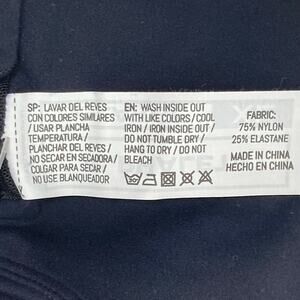 SP: LAVAR DEL REVES
CON COLORES SIMILARES
/ USAR PLANCHA
TEMPERATURA /
PLANCHAR DEL REVES /
NO SECAR EN SECADORA /
COLGAR PARA SECAR /
NO USAR BLANQUEADOR
EN: WASH INSIDE OUT
WITH LIKE COLORS / COOL
IRON / IRON INSIDE OUT /
DO NOT TUMBLE DRY /
HANG TO DRY / DO NOT
BLEACH
FABRIC:
75% NYLON
25% ELASTANE
MADE IN CHINA
HECHO EN CHINA